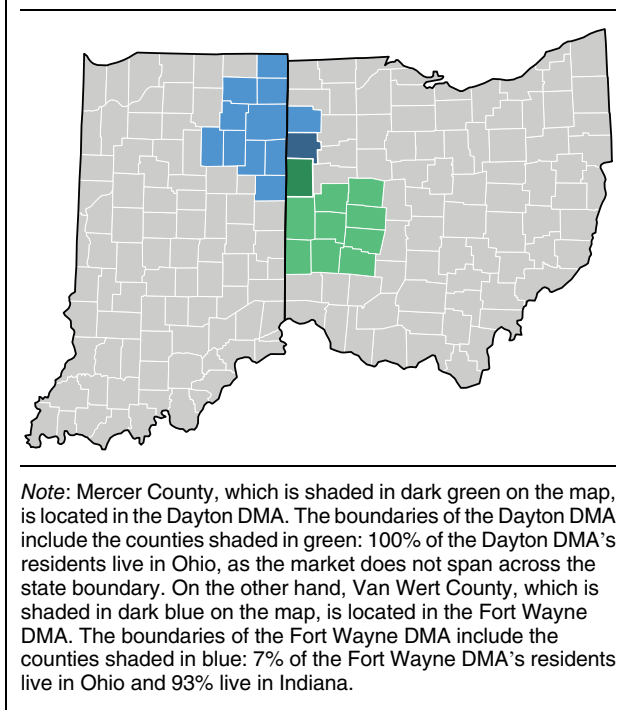 Note: Mercer County, which is shaded in dark green on the map,
is located in the Dayton DMA. The boundaries of the Dayton DMA
include the counties shaded in green: 100% of the Dayton DMA's
residents live in Ohio, as the market does not span across the
state boundary. On the other hand, Van Wert County, which is
shaded in dark blue on the map, is located in the Fort Wayne
DMA. The boundaries of the Fort Wayne DMA include the
counties shaded in blue: 7% of the Fort Wayne DMA's residents
live in Ohio and 93% live in Indiana.